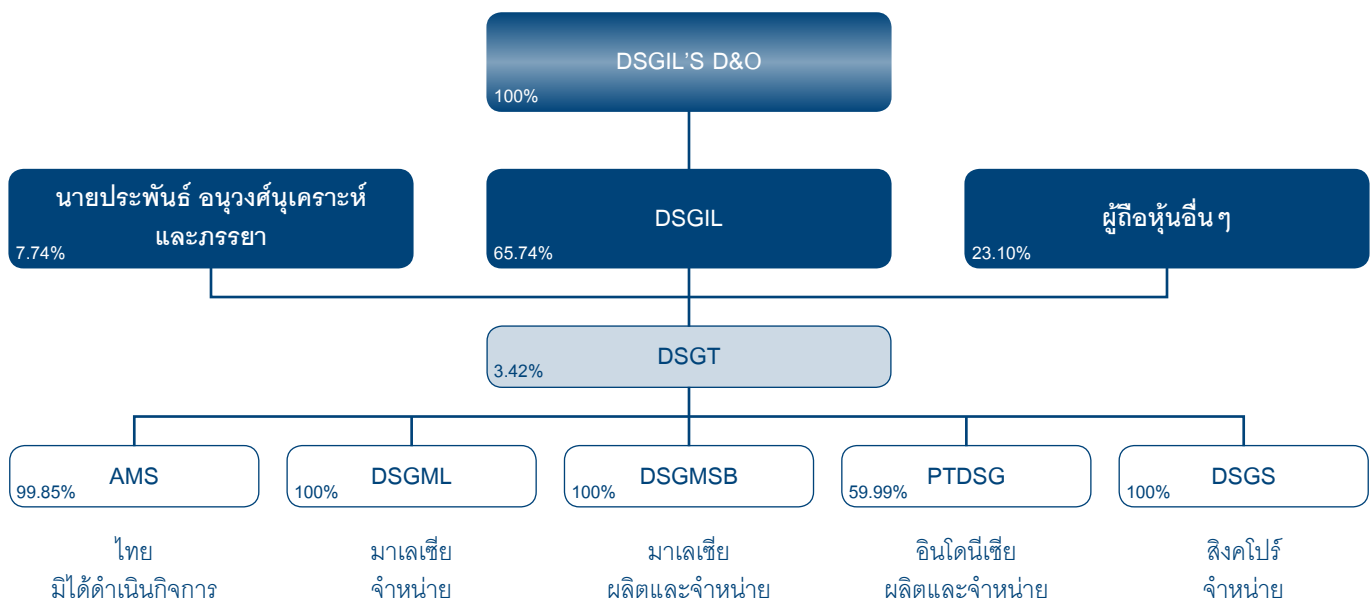 DSGIL'S D&O
100%
นายประพันธ์ อนุวงศ์นุเคราะห์
และภรรยา
7.74%
DSGIL
65.74%
ผู้ถือหุ้นอื่นๆ
23.10%
DSGT
3.42%
AMS
99.85%
DSGML
100%
DSGMSB
100%
PTDSG
59.99%
DSGS
100%
ไทย
มิได้ดำเนินกิจการ
มาเลเซีย
จำหน่าย
มาเลเซีย
ผลิตและจำหน่าย
อินโดนีเซีย
ผลิตและจำหน่าย
สิงคโปร์
จำหน่าย